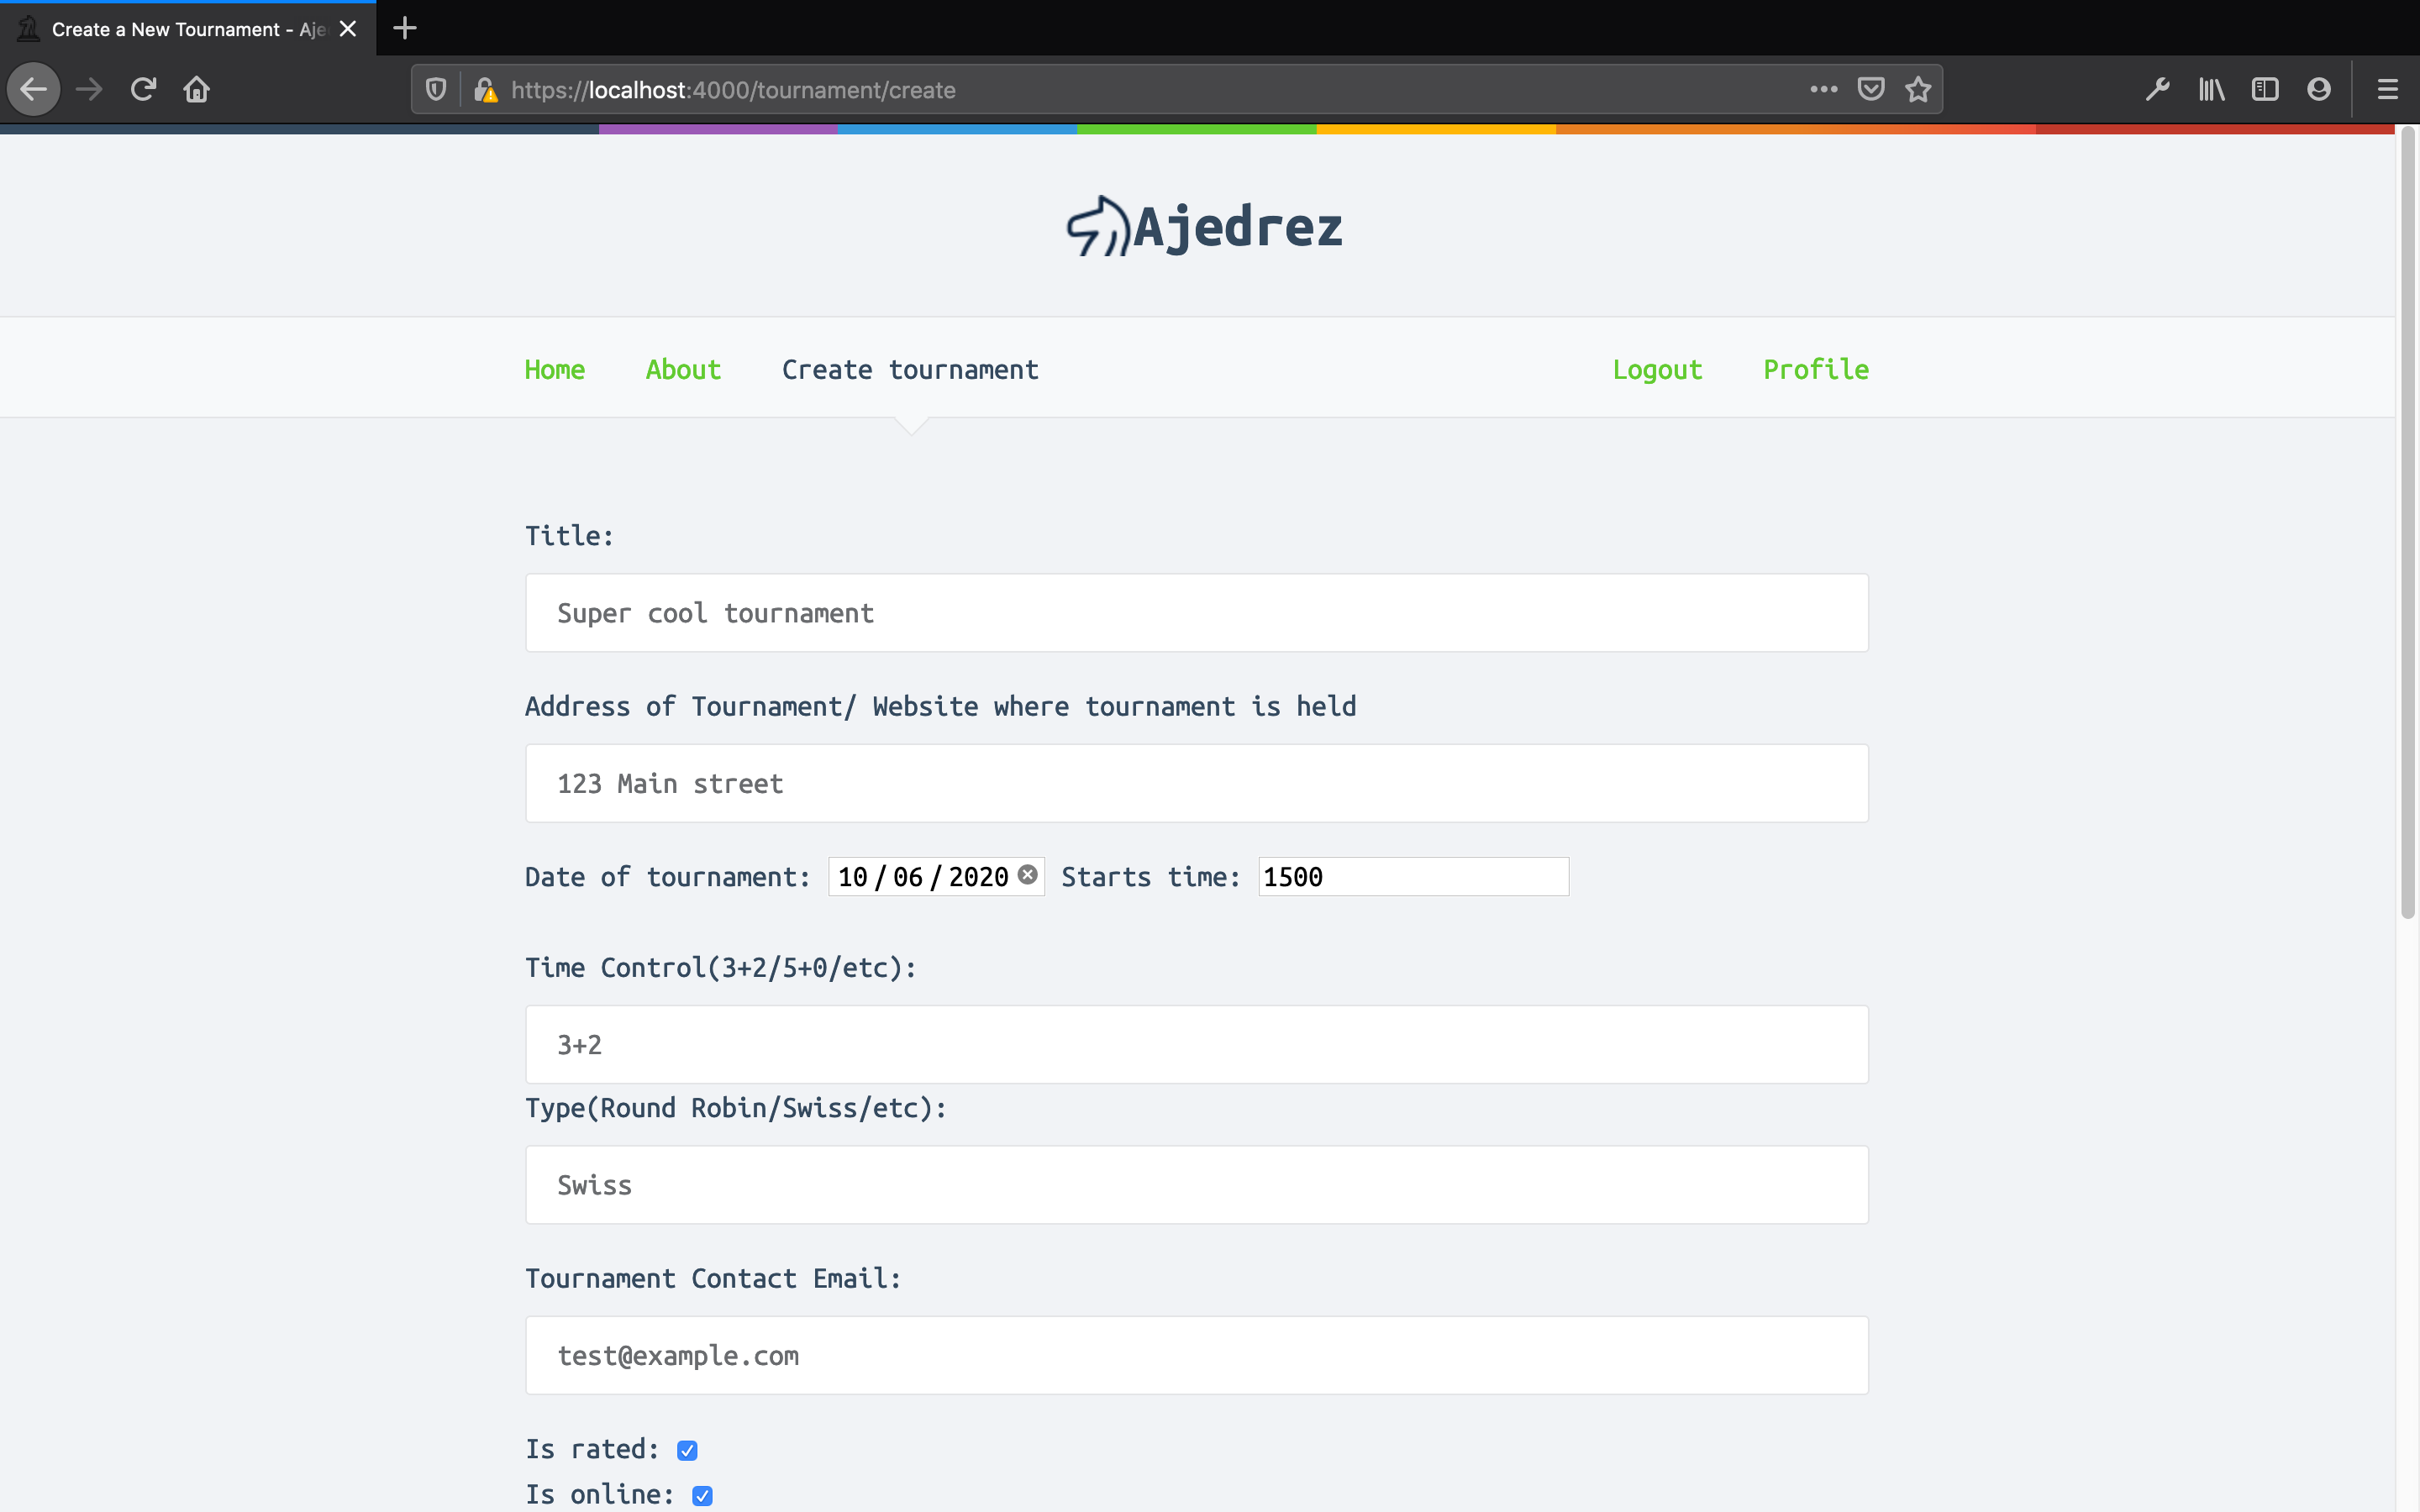 Create a New Tournament - Aje
https://localhost:4000/tournament/create
Ajedrez
Home About Create tournament Logout Profile
Title:
Super cool tournament
Address of Tournament/ Website where tournament is held
123 Main street
Date of tournament: 10/06/2020 Starts time: 1500
Time Control(3+2/5+0/etc):
3+2
Type(Round Robin/Swiss/etc):
Swiss
Tournament Contact Email:
test@example.com
Is rated:
Is online: